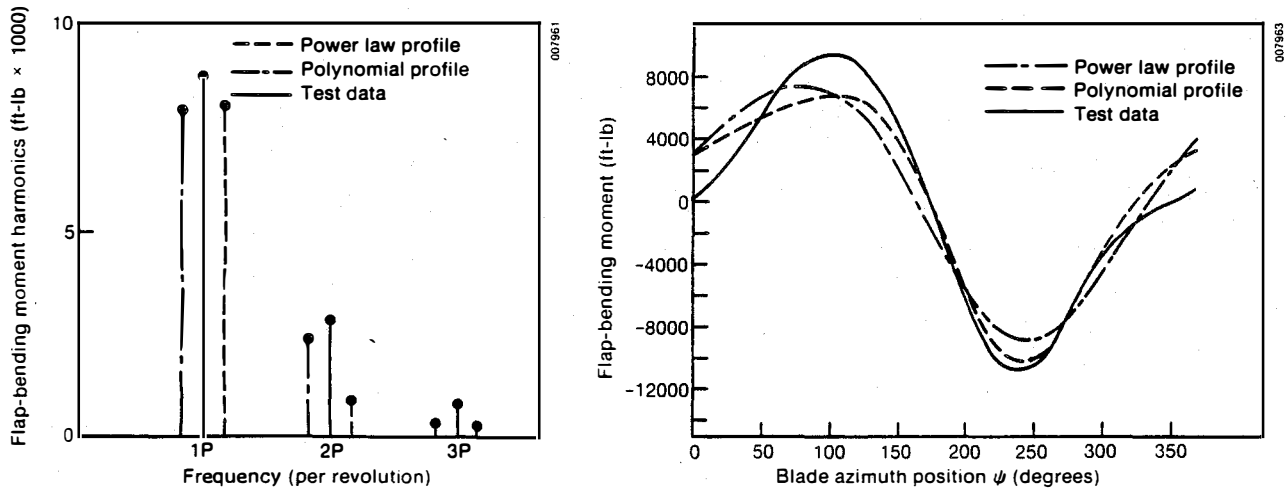 Flap-bending moment harmonics (ft-lb × 1000)
10
5
0
Power law profile
Polynomial profile
Test data
007961
1P
2P
3P
Frequency (per revolution)
Flap-bending moment (ft-lb)
8000
4000
0
-4000
-8000
-12000
Power law profile
Polynomial profile
Test data
007963
0
50
100
150
200
250
300
350
Blade azimuth position ψ (degrees)